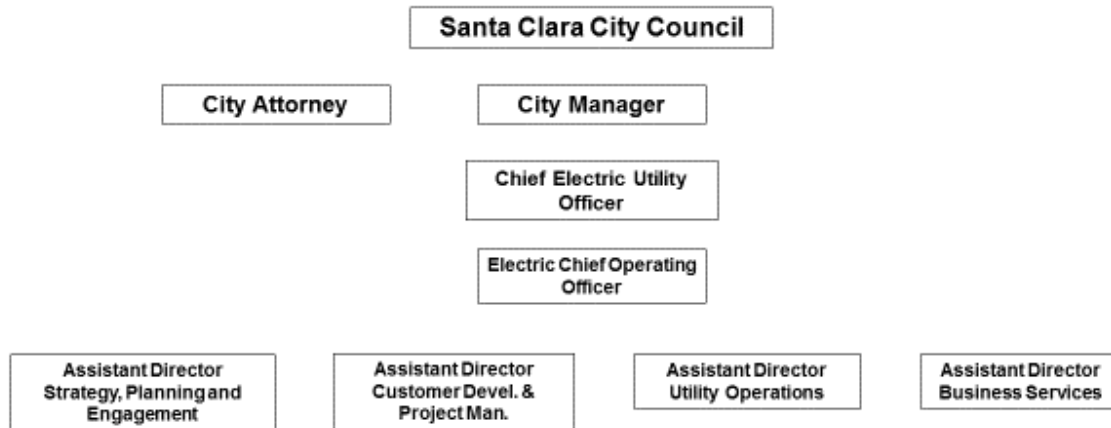 Santa Clara City Council
City Attorney
City Manager
Chief Electric Utility
Officer
Electric Chief Operating
Officer
Assistant Director
Strategy, Planning and
Engagement
Assistant Director
Customer Devel. &
Project Man.
Assistant Director
Utility Operations
Assistant Director
Business Services